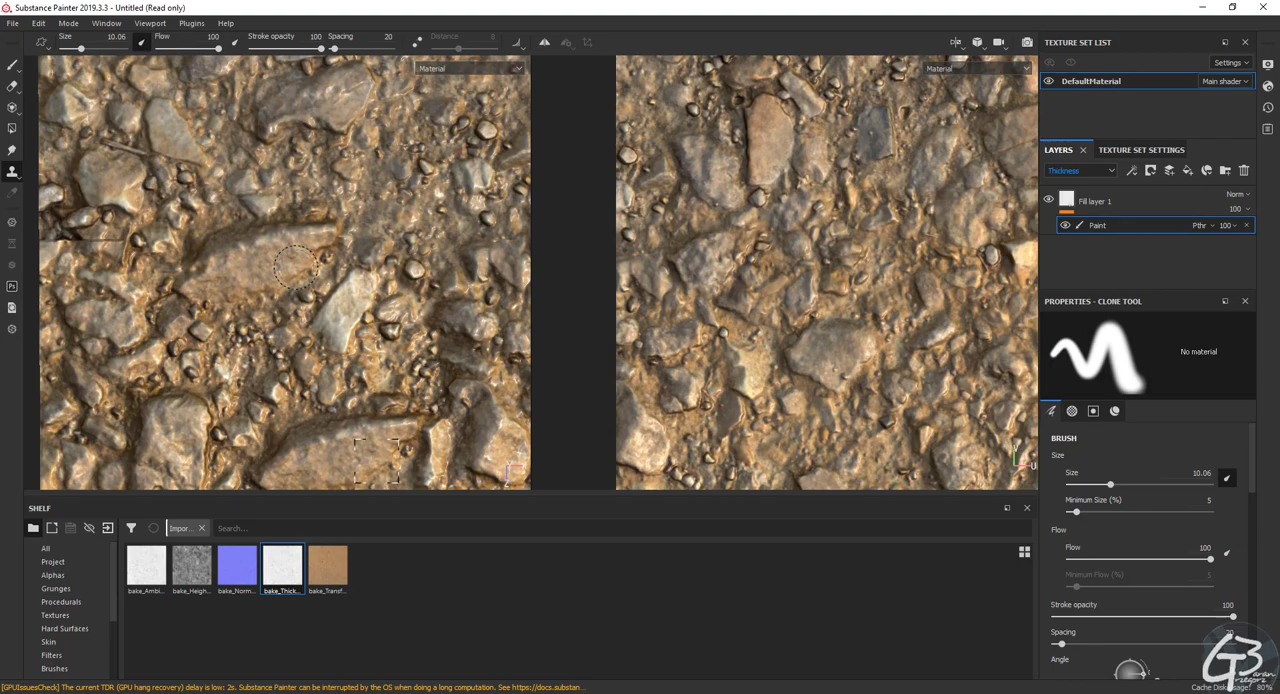 Substance Painter 2019.3.3 - Untitled (Read only)
File Edit Mode Window Viewport Plugins Help
Size 10.06 Flow 100 Stroke opacity 100 Spacing 20 Distance 8
Material
Material
TEXTURE SET LIST
Settings
DefaultMaterial Main shader
LAYERS TEXTURE SET SETTINGS
Thickness
Norm
Fill layer 1
100
Paint Pthr 100
PROPERTIES - CLONE TOOL
No material
BRUSH
Size
Size 10.06
Minimum Size (%) 5
Flow
Flow 100
Minimum Flow (%) 5
Stroke opacity 100
Spacing 20
Angle
SHELF
Impor... Search...
All
Project
Alphas
Grunges
Procedurals
Textures
Hard Surfaces
Skin
Filters
Brushes
bake_Ambi... bake_Heigh... bake_Norm... bake_Thick... bake_Transf...
Ps
U
[GPUIssuesCheck] The current TDR (GPU hang recovery) delay is low: 2s. Substance Painter can be interrupted by the OS when doing a long computation. See https://docs.substan...
Cache Disk usage: 80%